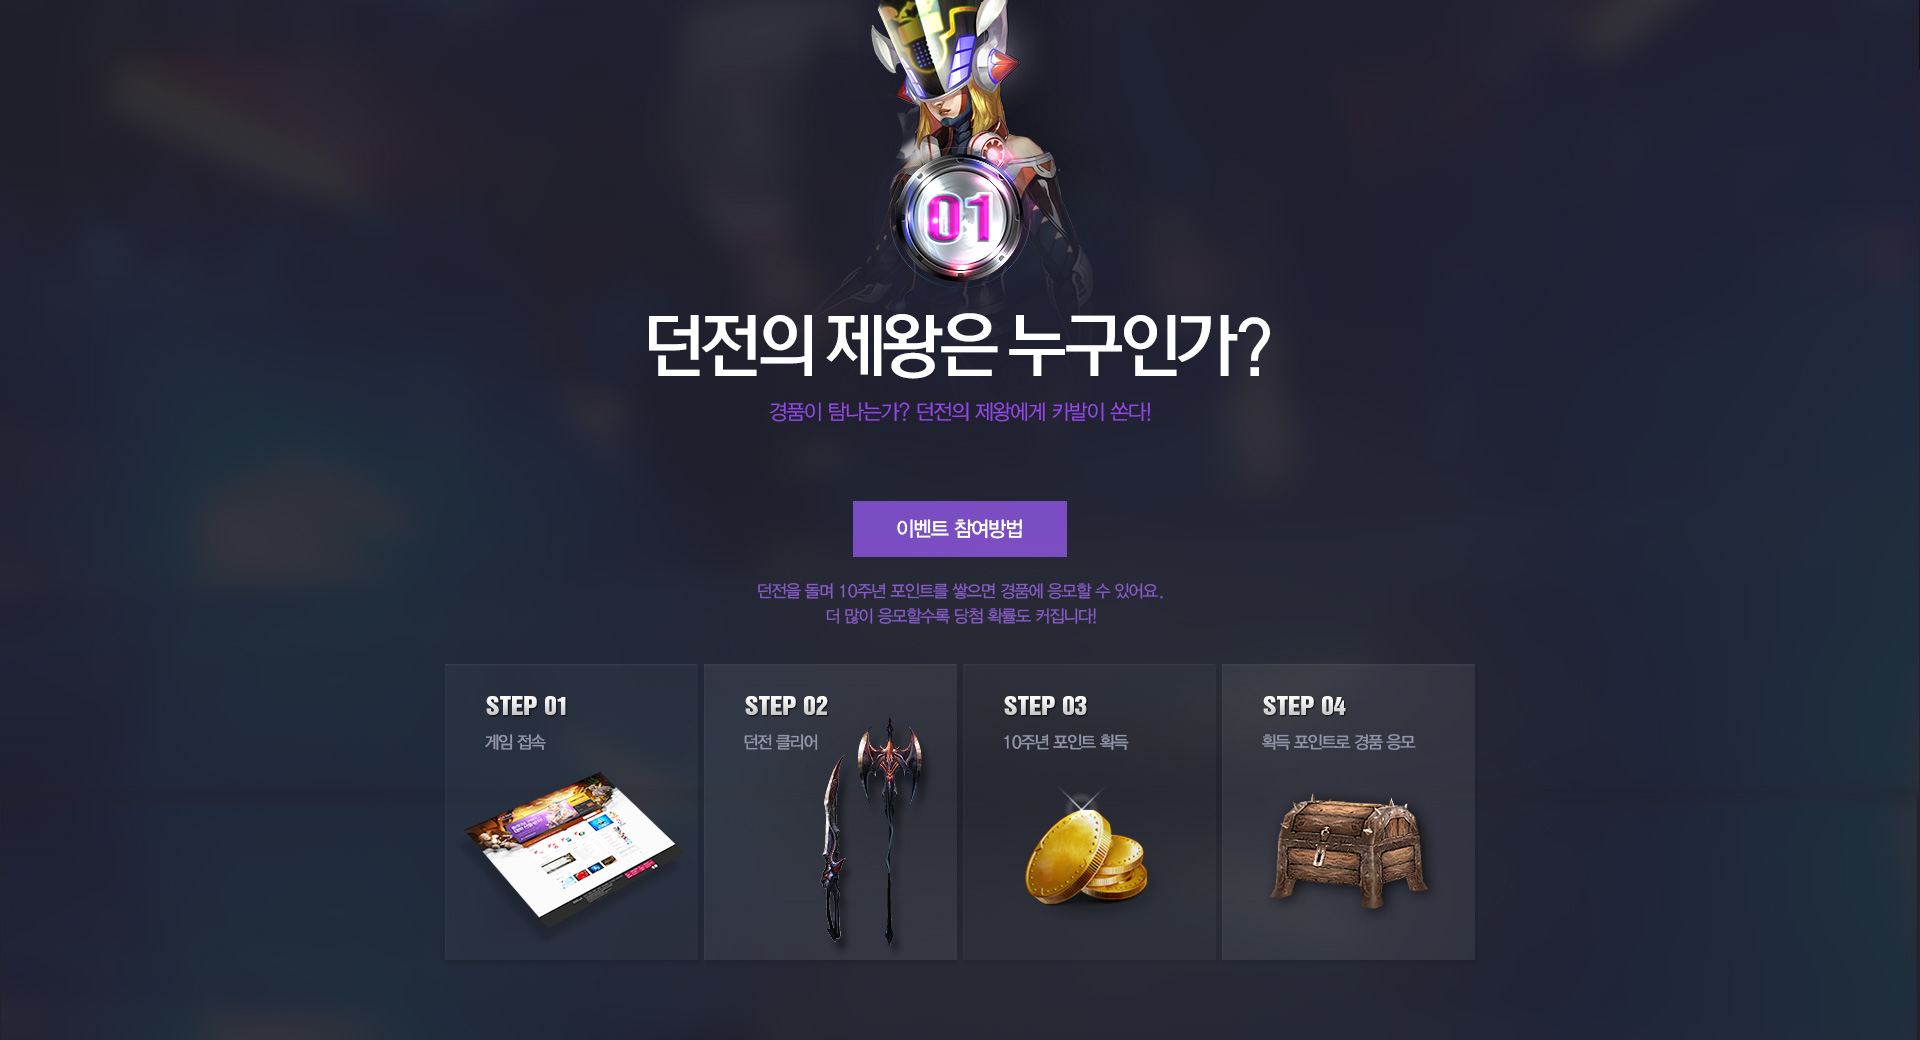 01
던전의 제왕은 누구인가?
경품이 탐나는가? 던전의 제왕에게 카발이 쏜다!
이벤트 참여방법
던전을 돌며 10주년 포인트를 쌓으면 경품에 응모할 수 있어요.
더 많이 응모할수록 당첨 확률도 커집니다!
STEP 01
게임 접속
STEP 02
던전 클리어
STEP 03
10주년 포인트 획득
STEP 04
획득 포인트로 경품 응모